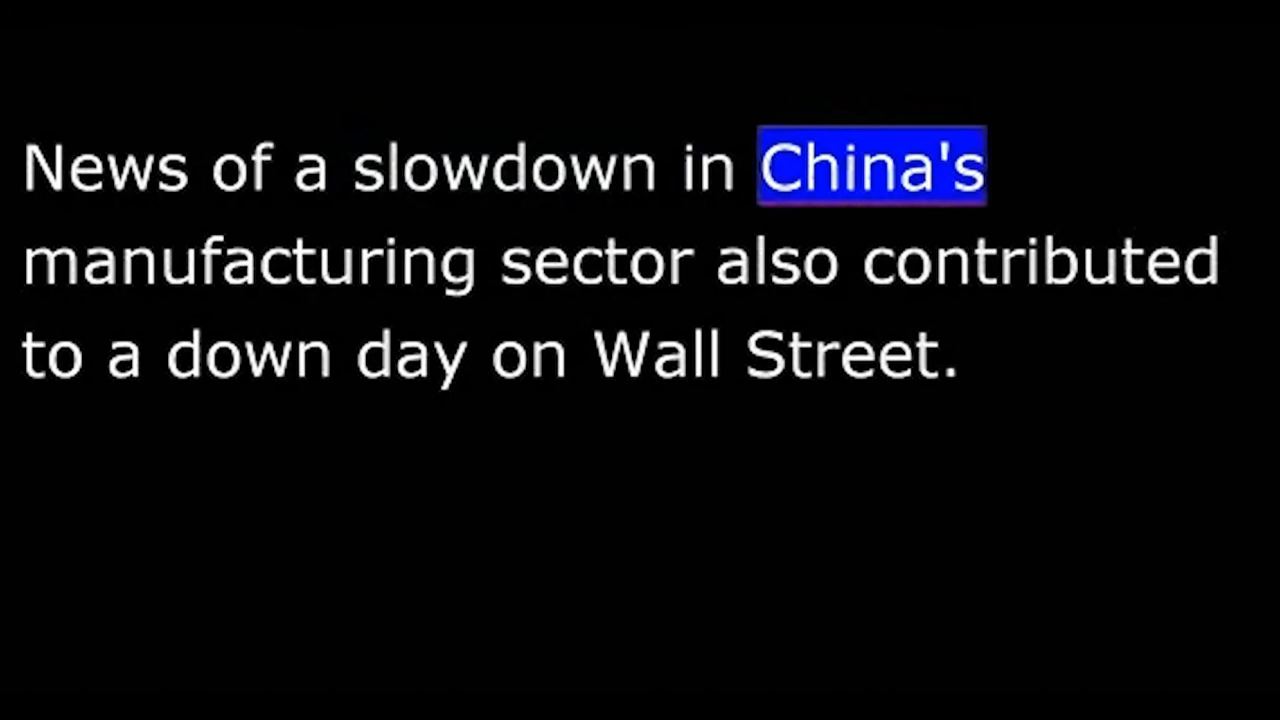 News of a slowdown in China's
manufacturing sector also contributed
to a down day on Wall Street.